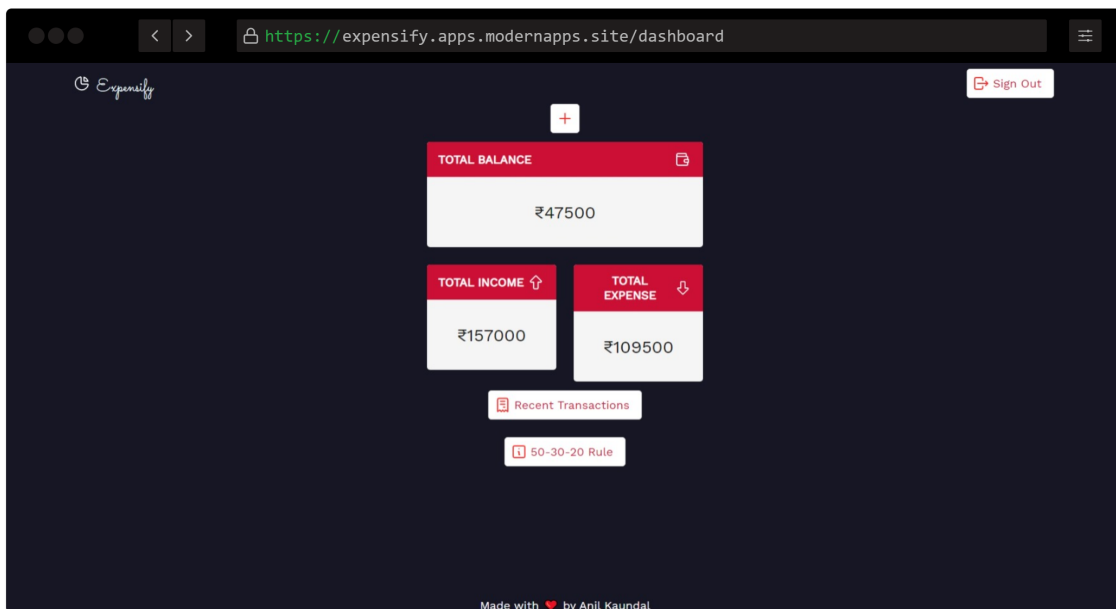 https://expensify.apps.modernapps.site/dashboard
Expensify
Sign Out
+
TOTAL BALANCE
₹47500
TOTAL INCOME
₹157000
TOTAL
EXPENSE
₹109500
Recent Transactions
50-30-20 Rule
Made with ❤ by Anil Kaundal